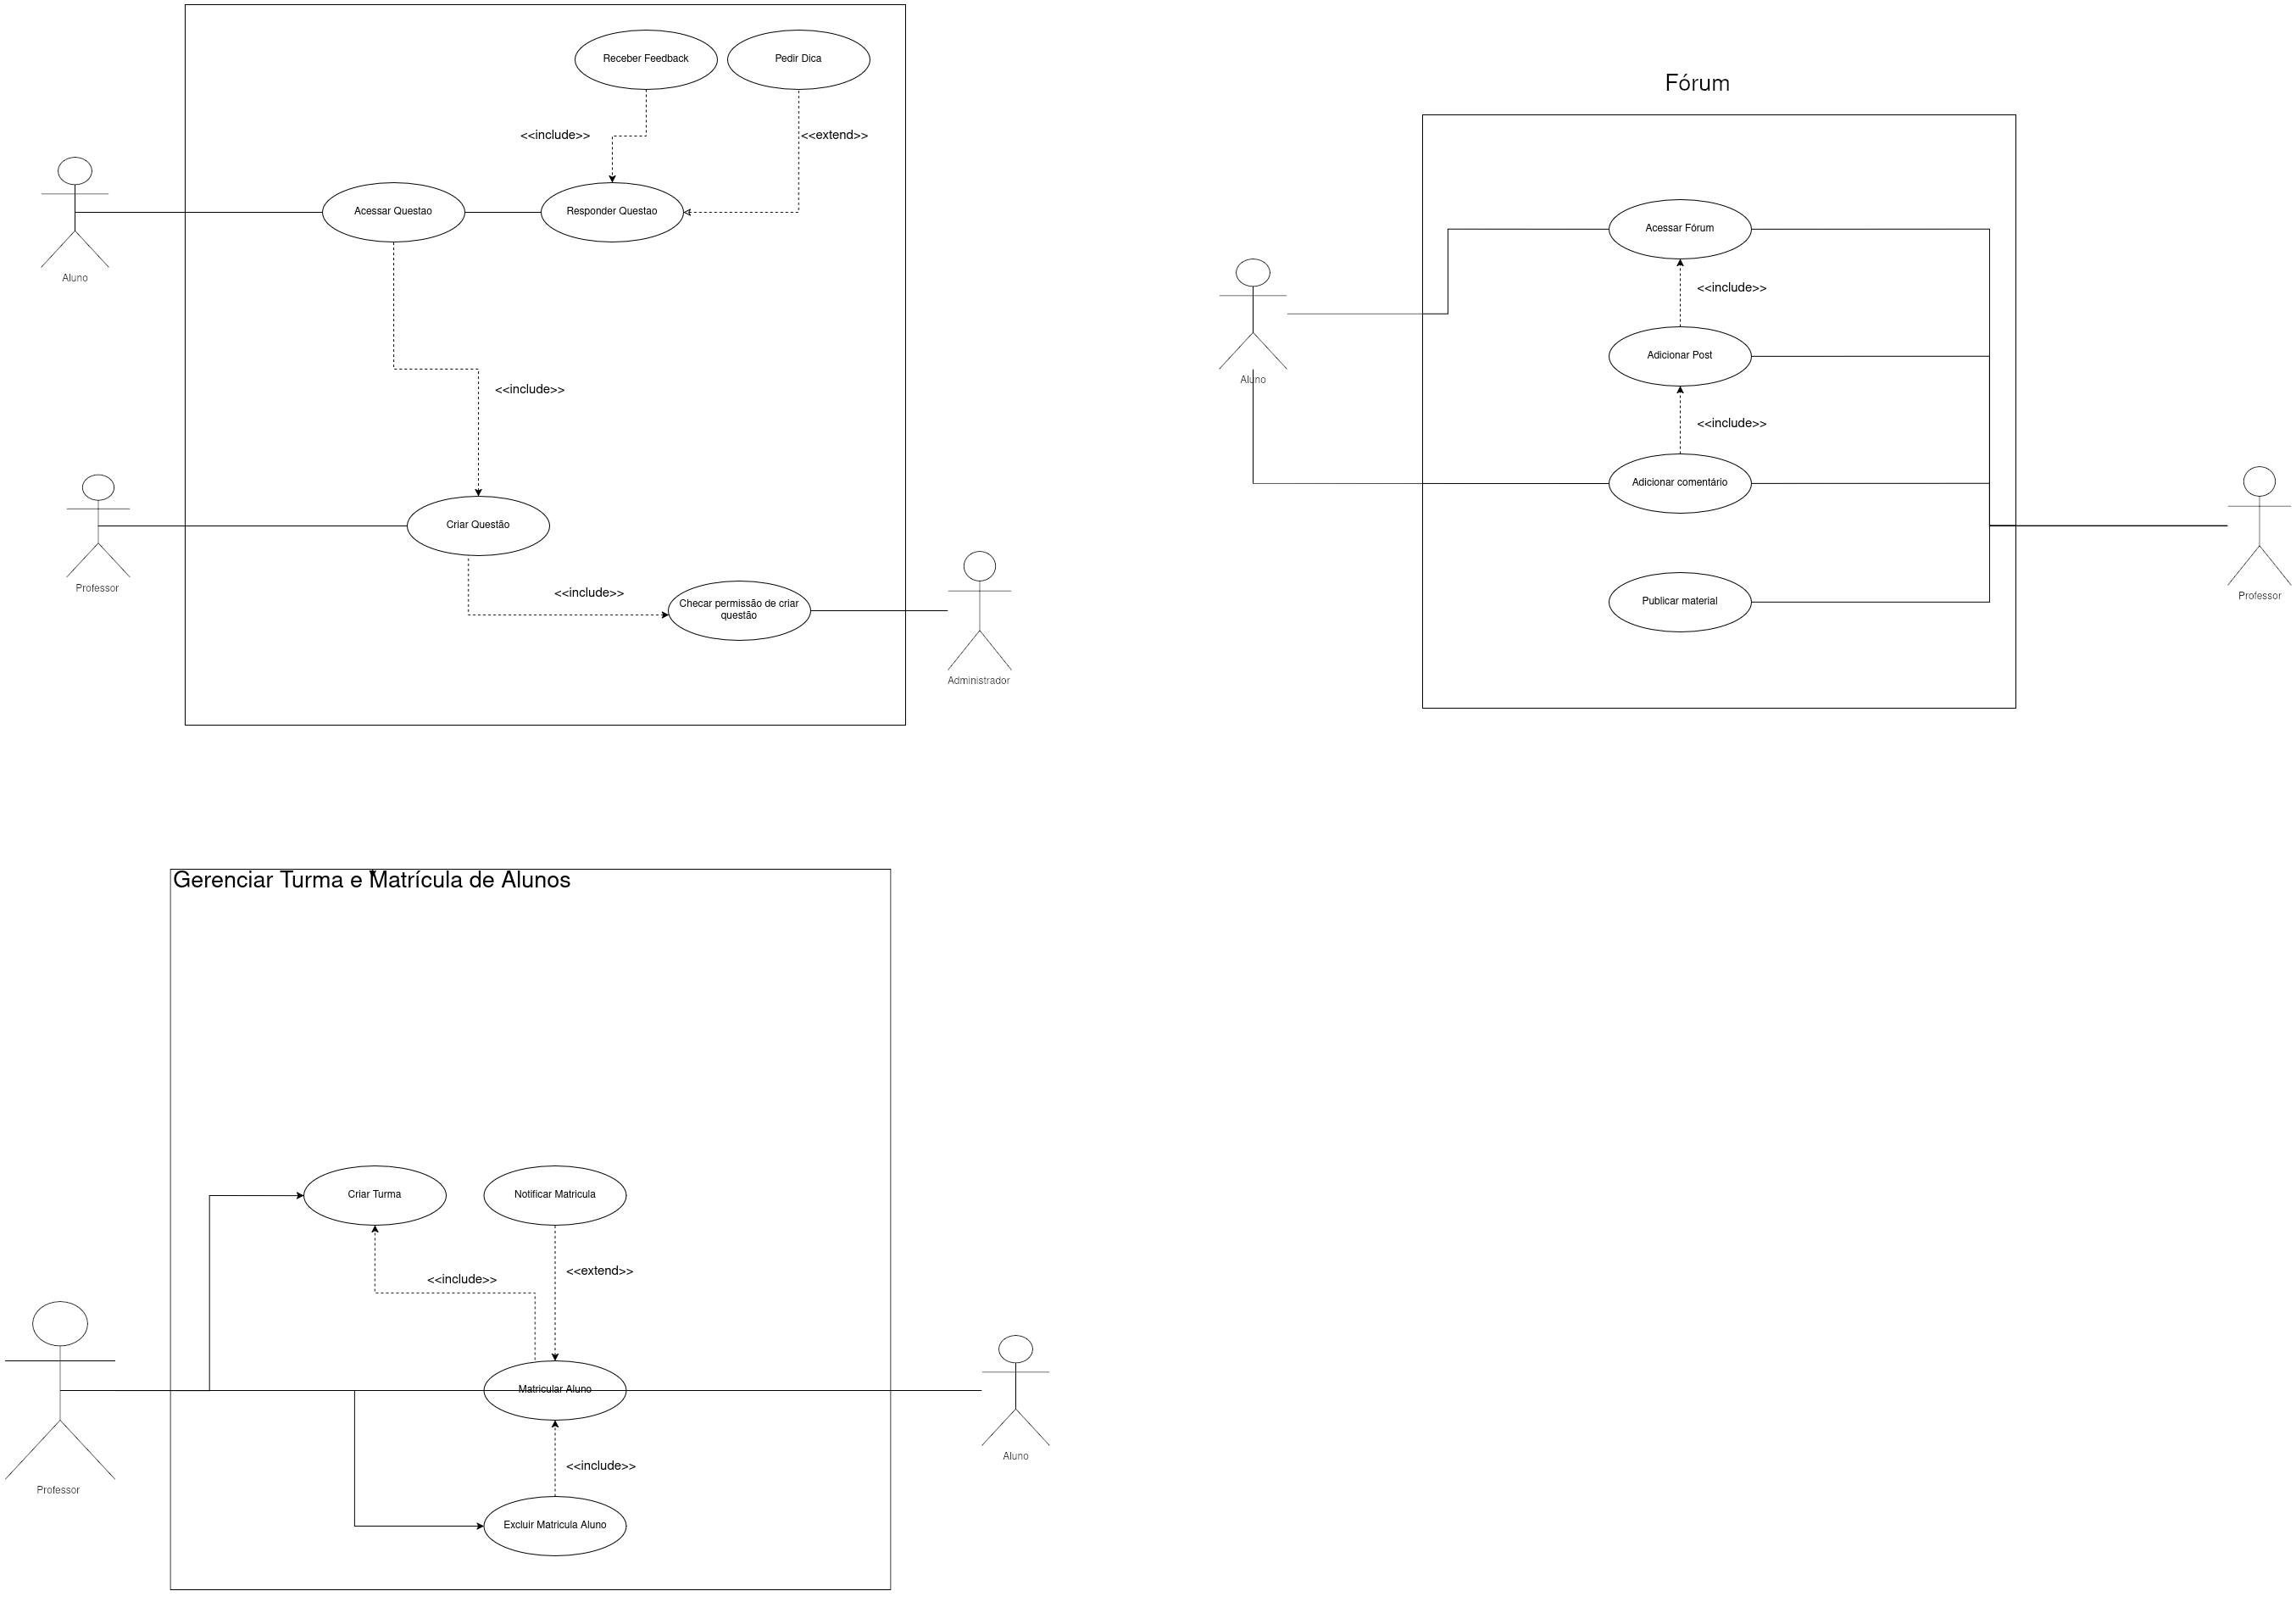 Receber Feedback
Pedir Dica
<<include>>
<<extend>>
Acessar Questao
Responder Questao
Aluno
<<include>>
Criar Questão
Professor
<<include>>
Checar permissão de criar
questão
Administrador
Fórum
Acessar Fórum
<<include>>
Adicionar Post
Aluno
<<include>>
Adicionar comentário
Publicar material
Professor
Gerenciar Turma e Matrícula de Alunos
Criar Turma
Notificar Matricula
<<include>>
<<extend>>
Matricular Aluno
Aluno
<<include>>
Professor
Excluir Matricula Aluno